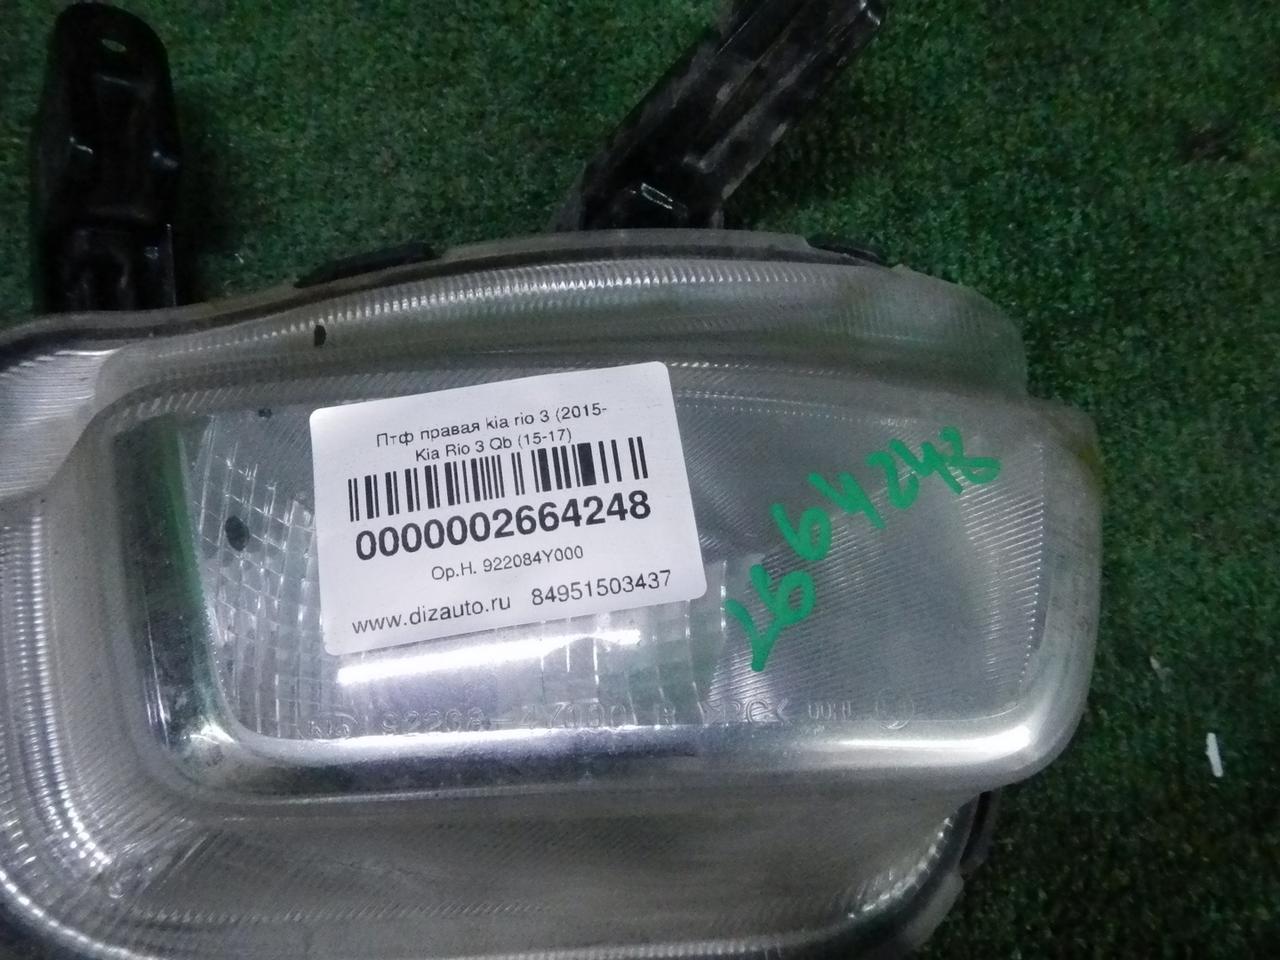 Птф правая kia rio 3 (2015-
Kia Rio 3 Qb (15-17)
0000002664248
Ор.Н. 922084Y000
www.dizauto.ru 84951503437
2664248